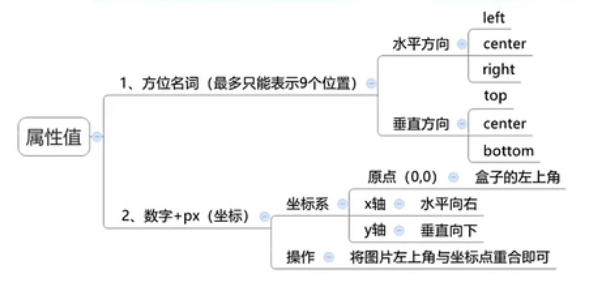 属性值
1、方位名词（最多只能表示9个位置）
水平方向
left
center
right
垂直方向
top
center
bottom
2、数字+px（坐标）
坐标系
原点（0,0） 盒子的左上角
x轴 水平向右
y轴 垂直向下
操作 将图片左上角与坐标点重合即可